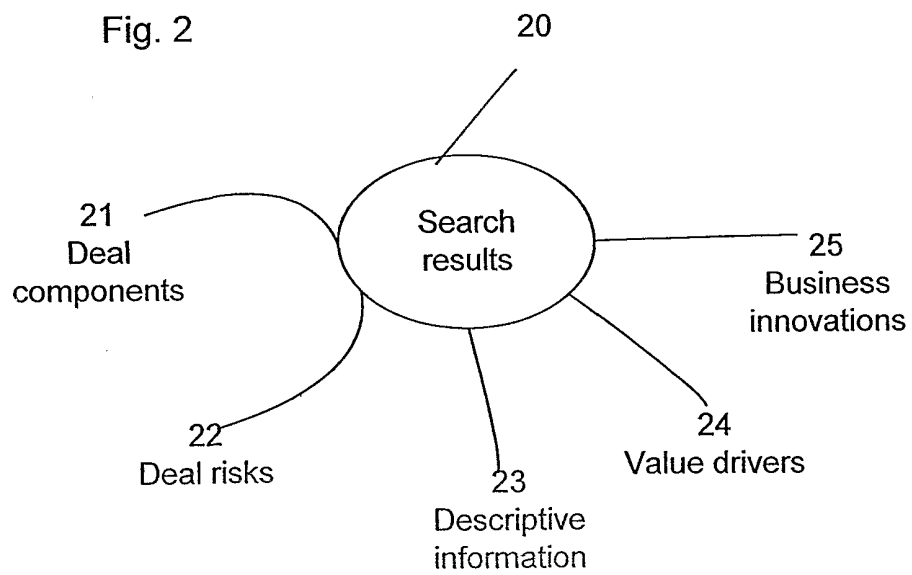 Fig. 2
20
Search
results
21
Deal
components
25
Business
innovations
22
Deal risks
24
Value drivers
23
Descriptive
information